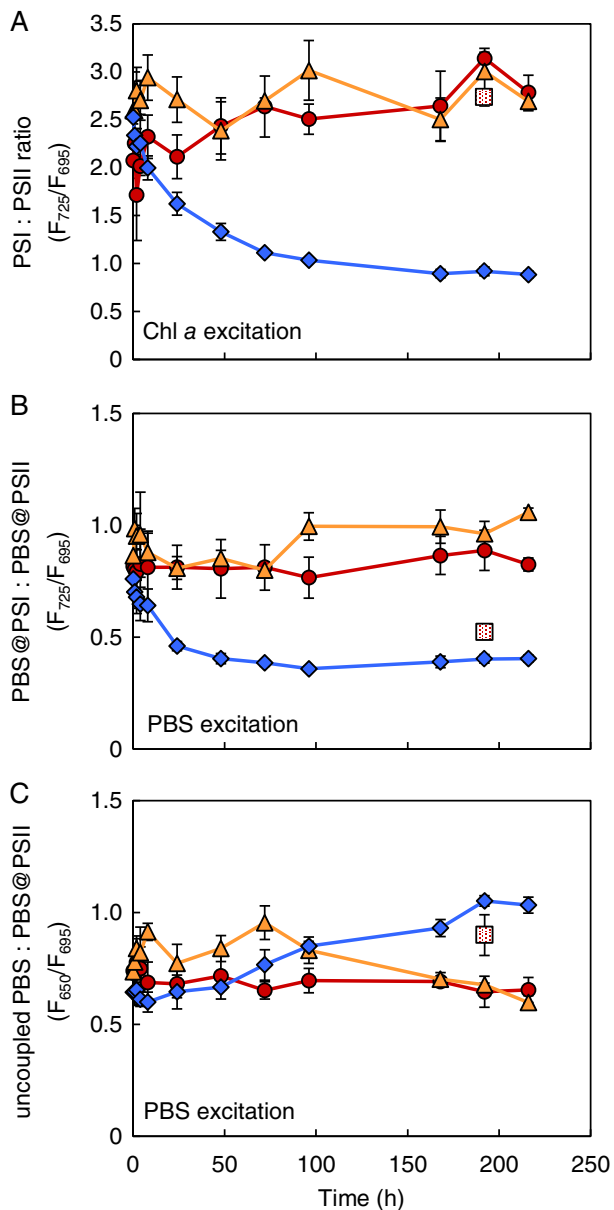 A
3.5
3.0
2.5
2.0
1.5
1.0
0.5
0
PSI : PSII ratio
(F725/F695)
Chl a excitation
B
1.5
1.0
0.5
0
PBS@PSI : PBS@PSII
(F725/F695)
PBS excitation
C
1.5
1.0
0.5
0
uncoupled PBS : PBS@PSII
(F650/F695)
PBS excitation
0 50 100 150 200 250
Time (h)